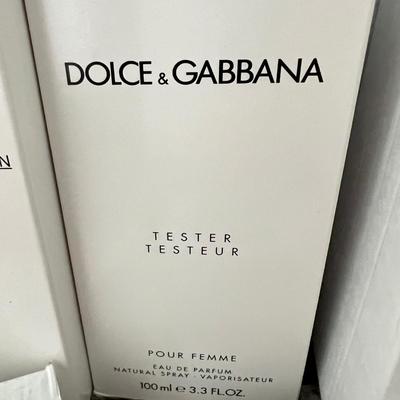 DOLCE & GABBANA
N
TESTER
TESTEUR
POUR FEMME
EAU DE PARFUM
NATURAL SPRAY - VAPORISATEUR
100 ml ℮ 3.3 FL.OZ.